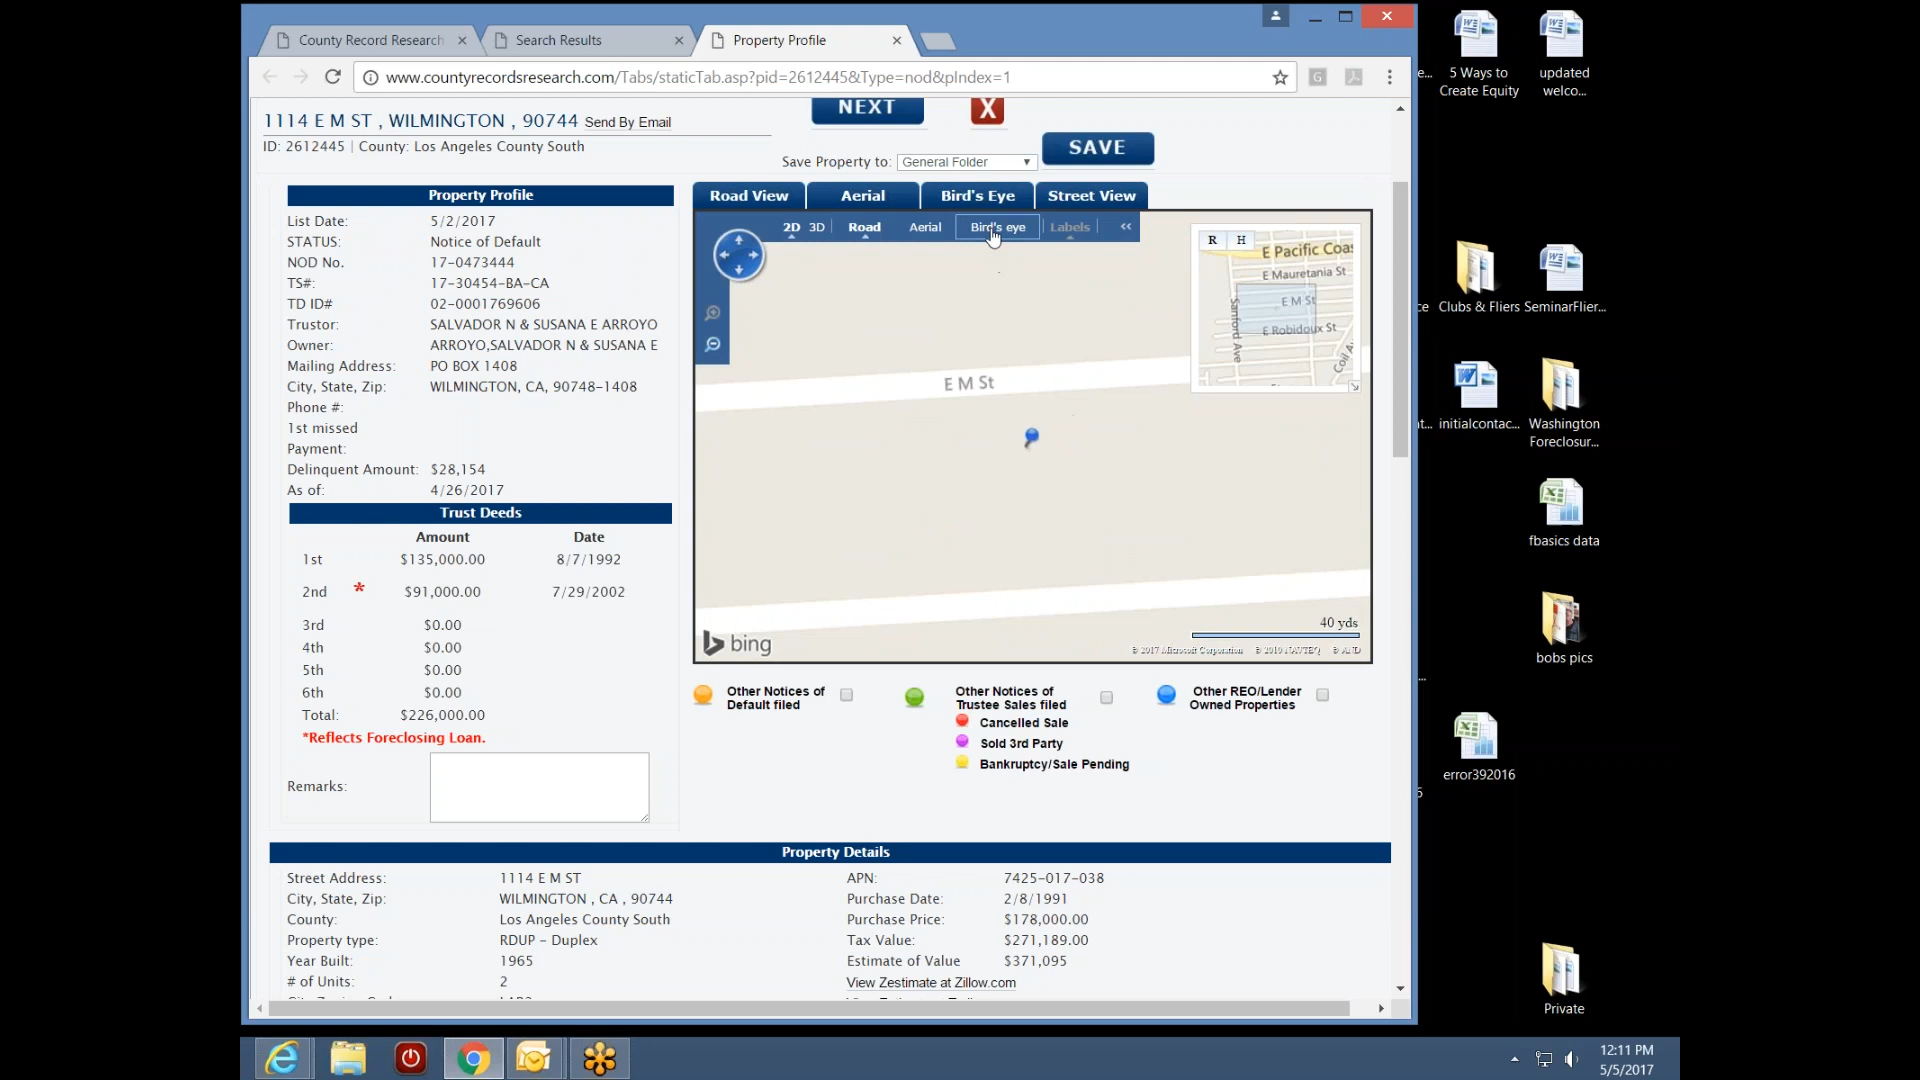 County Record Research
Search Results
Property Profile
www.countyrecordsresearch.com/Tabs/staticTab.asp?pid=2612445&Type=nod&pIndex=1
NEXT
X
1114 E M ST , WILMINGTON , 90744 Send By Email
ID: 2612445 | County: Los Angeles County South
Save Property to: General Folder
SAVE
Property Profile
List Date: 5/2/2017
STATUS: Notice of Default
NOD No. 17-0473444
TS#: 17-30454-BA-CA
TD ID# 02-0001769606
Trustor: SALVADOR N & SUSANA E ARROYO
Owner: ARROYO,SALVADOR N & SUSANA E
Mailing Address: PO BOX 1408
City, State, Zip: WILMINGTON, CA, 90748-1408
Phone #:
1st missed
Payment:
Delinquent Amount: $28,154
As of: 4/26/2017
Trust Deeds
Amount Date
1st $135,000.00 8/7/1992
2nd * $91,000.00 7/29/2002
3rd $0.00
4th $0.00
5th $0.00
6th $0.00
Total: $226,000.00
*Reflects Foreclosing Loan.
Remarks:
Road View Aerial Bird's Eye Street View
2D 3D Road Aerial Bird's eye Labels «
R H
E Pacific Coas
E Mauretania St
E M St
Sanford Ave
E Robidoux St
Coil A
E M St
40 yds
bing
© 2017 Microsoft Corporation © 2010 NAVTEQ © AND
Other Notices of
Default filed
Other Notices of
Trustee Sales filed
Cancelled Sale
Sold 3rd Party
Bankruptcy/Sale Pending
Other REO/Lender
Owned Properties
Property Details
Street Address: 1114 E M ST
City, State, Zip: WILMINGTON , CA , 90744
County: Los Angeles County South
Property type: RDUP - Duplex
Year Built: 1965
# of Units: 2
APN: 7425-017-038
Purchase Date: 2/8/1991
Purchase Price: $178,000.00
Tax Value: $271,189.00
Estimate of Value $371,095
View Zestimate at Zillow.com
5 Ways to
Create Equity
updated
welco...
Clubs & Fliers
SeminarFlier...
initialcontac...
Washington
Foreclosur...
fbasics data
bobs pics
error392016
Private
12:11 PM
5/5/2017